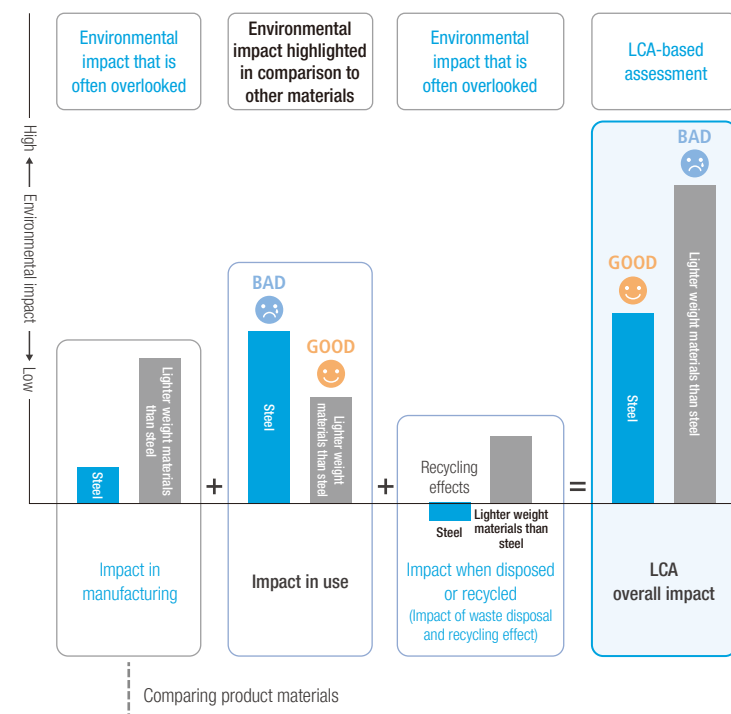 Environmental
impact that is
often overlooked
Environmental
impact highlighted
in comparison to
other materials
Environmental
impact that is
often overlooked
LCA-based
assessment
High
Environmental impact
Low
Steel
Lighter weight materials
than steel
+
BAD
Steel
GOOD
Lighter weight
materials than steel
+
Recycling
effects
Steel
Lighter weight
materials than
steel
=
GOOD
Steel
BAD
Lighter weight materials than steel
Impact in
manufacturing
Impact in use
Impact when disposed
or recycled
(Impact of waste disposal
and recycling effect)
LCA
overall impact
Comparing product materials